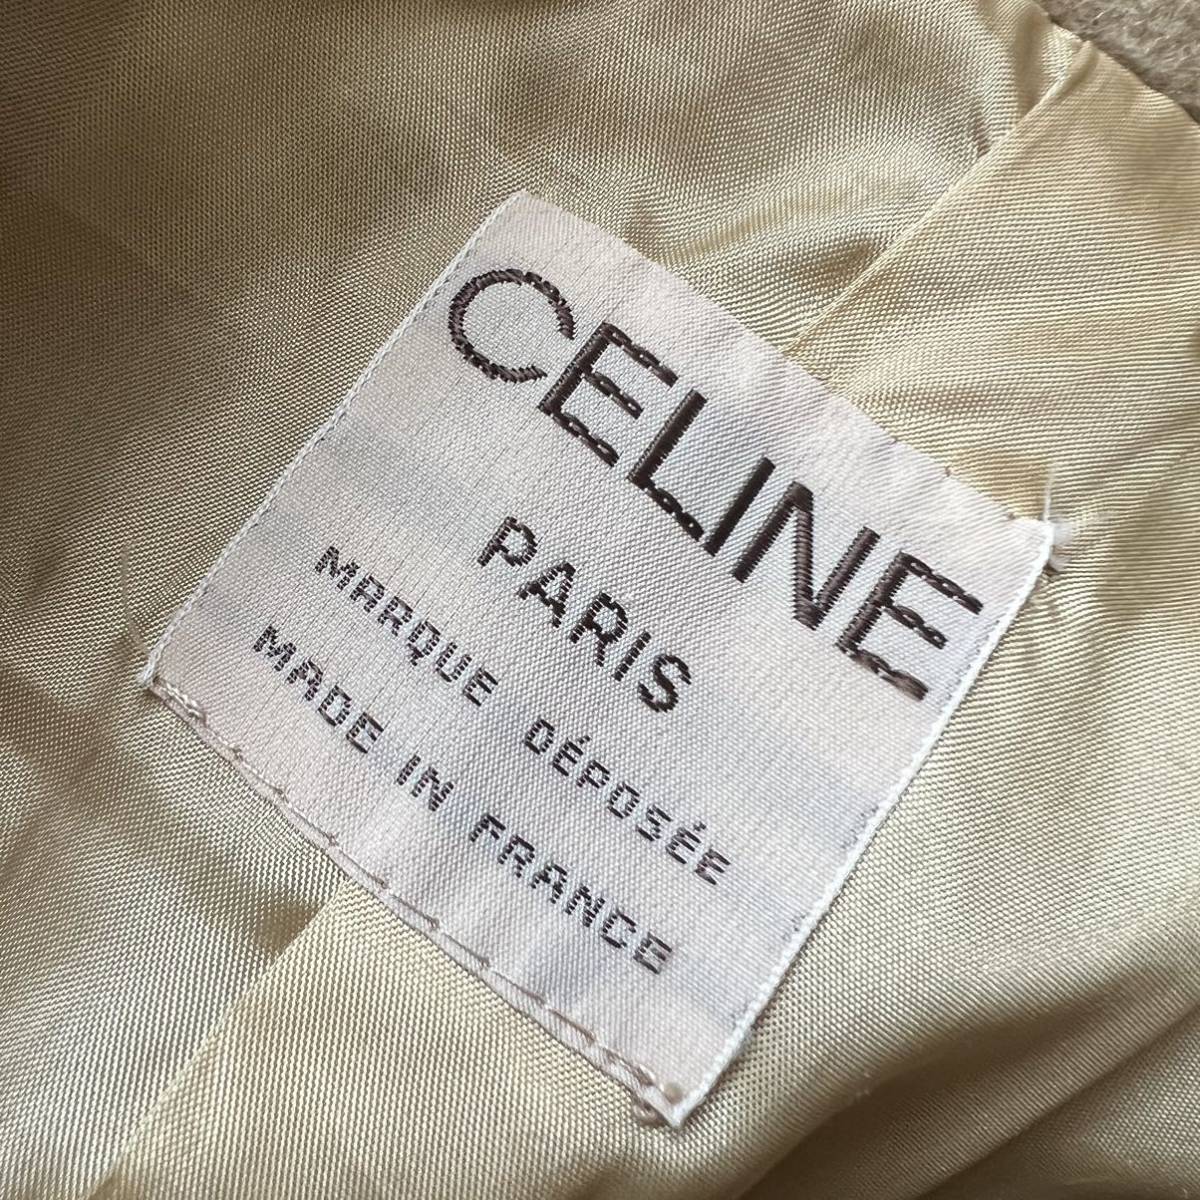 CELINE
PARIS
MARQUE DÉPOSÉE
MADE IN FRANCE